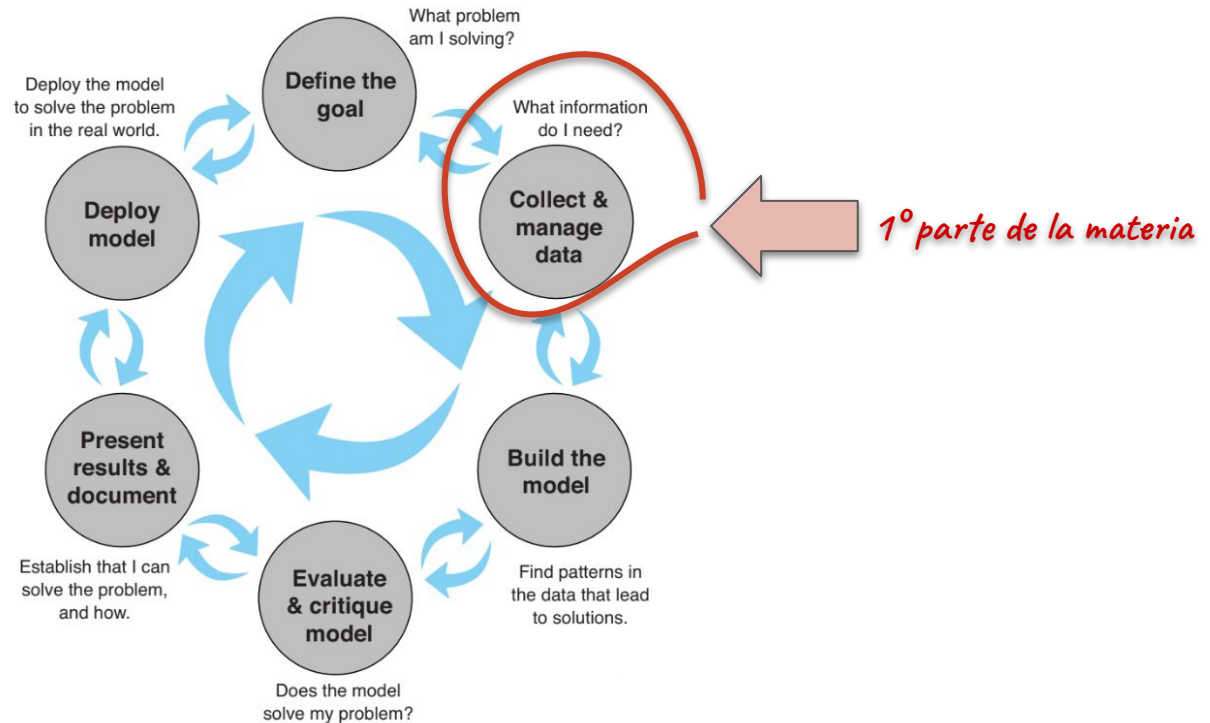 What problem
am I solving?
Define the
goal
What information
do I need?
Collect &
manage
data
1º parte de la materia
Build the
model
Find patterns in
the data that lead
to solutions.
Evaluate
& critique
model
Does the model
solve my problem?
Present
results &
document
Establish that I can
solve the problem,
and how.
Deploy the model
to solve the problem
in the real world.
Deploy
model